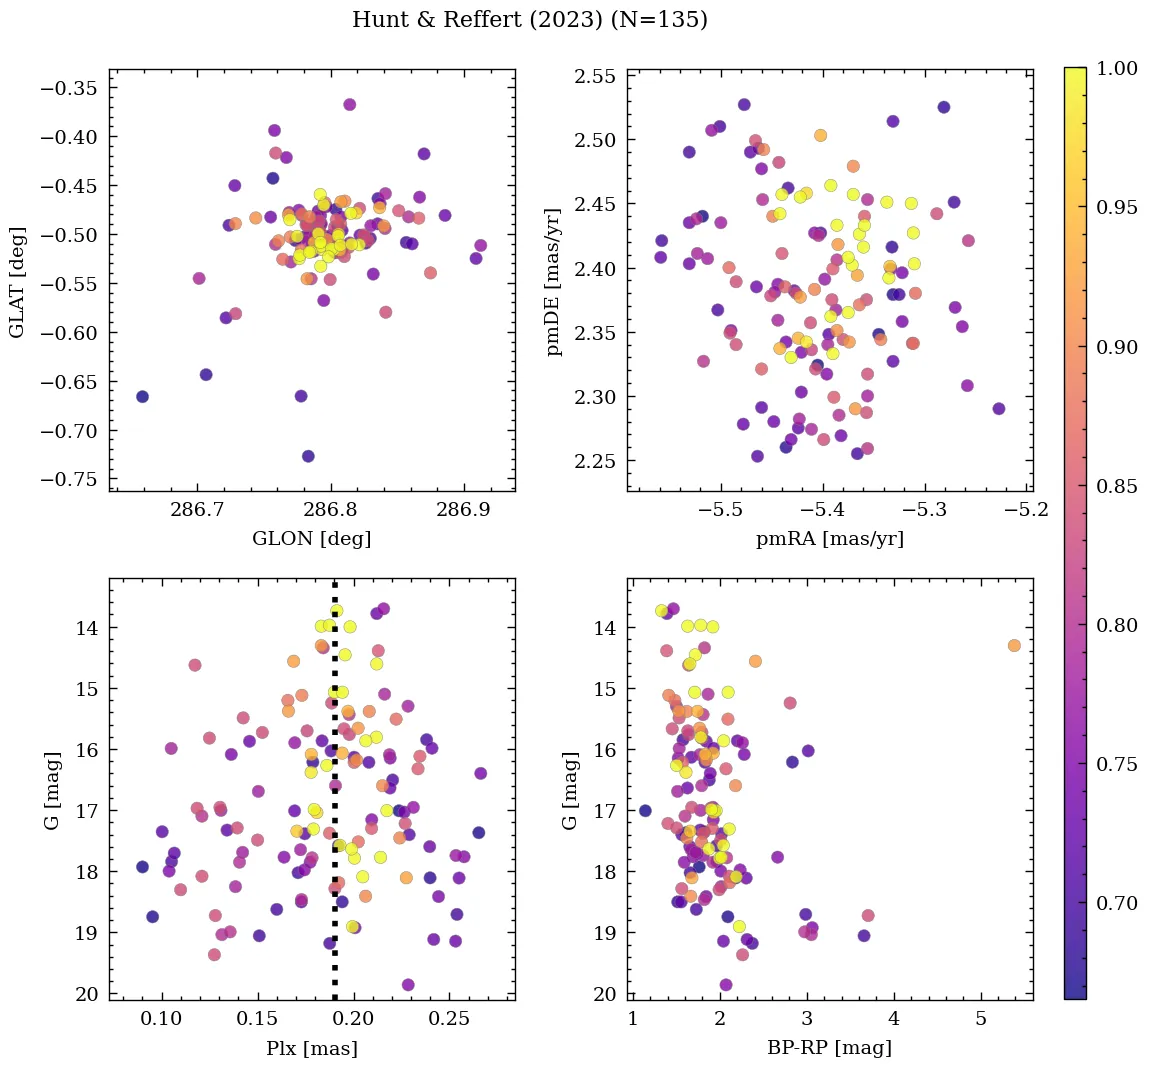 Hunt & Reffert (2023) (N=135)
−0.35
−0.40
−0.45
−0.50
−0.55
−0.60
−0.65
−0.70
−0.75
GLAT [deg]
286.7 286.8 286.9
GLON [deg]
2.55
2.50
2.45
2.40
2.35
2.30
2.25
pmDE [mas/yr]
−5.5 −5.4 −5.3 −5.2
pmRA [mas/yr]
14
15
16
17
18
19
20
G [mag]
0.10 0.15 0.20 0.25
Plx [mas]
14
15
16
17
18
19
20
G [mag]
1 2 3 4 5
BP-RP [mag]
1.00
0.95
0.90
0.85
0.80
0.75
0.70